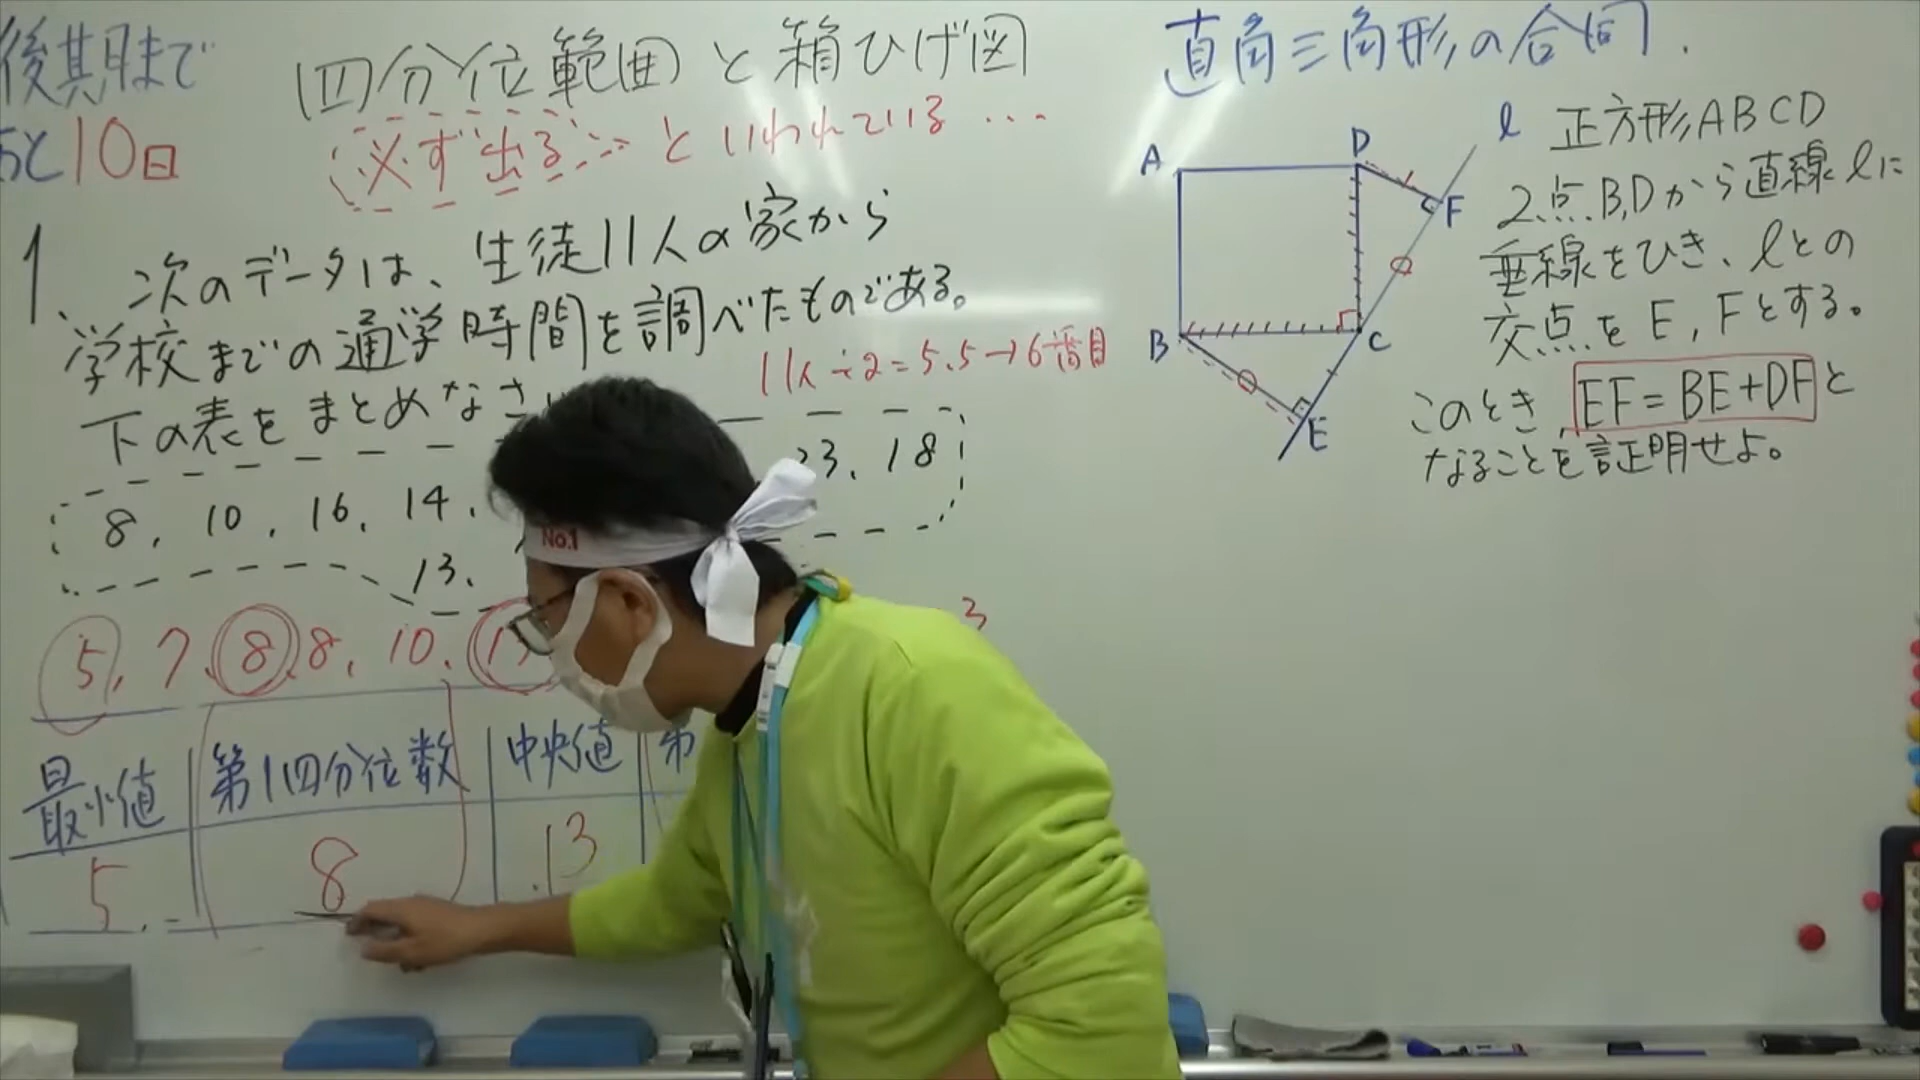 後期まで
あと10日
四分位範囲と箱ひげ図
必ず出る といわれている…
1. 次のデータは、生徒11人の家から
学校までの通学時間を調べたものである。
11人÷2=5.5→6番目
下の表をまとめなさ
8, 10, 16, 14,
23, 18
13,
5, 7, 8, 8, 10,
3
最小値 第1四分位数 中央値 第
5 8 13
No.1
直角三角形の合同.
A D F B C E l
正方形ABCD
2点B,Dから直線lに
垂線をひき、lとの
交点をE, Fとする。
このとき, EF=BE+DFと
なることを証明せよ。